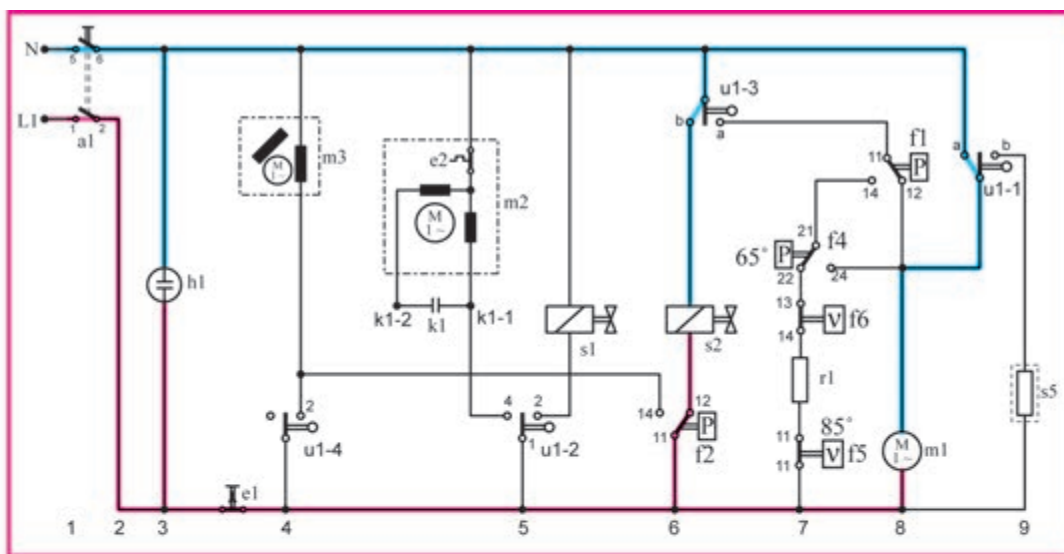 N
5 6
L1
1 2
a1
h1
M
1~
m3
e2
M
1~
m2
k1-2
k1
k1-1
s1
u1-3
b
a
s2
f1
P
11
14
12
a
b
u1-1
21
f4
65°
P
22
24
13
V
f6
14
r1
11
85°
V
f5
11
M
1~
m1
s5
2
u1-4
4
2
1
u1-2
14
12
11
P
f2
e1
1 2 3 4 5 6 7 8 9